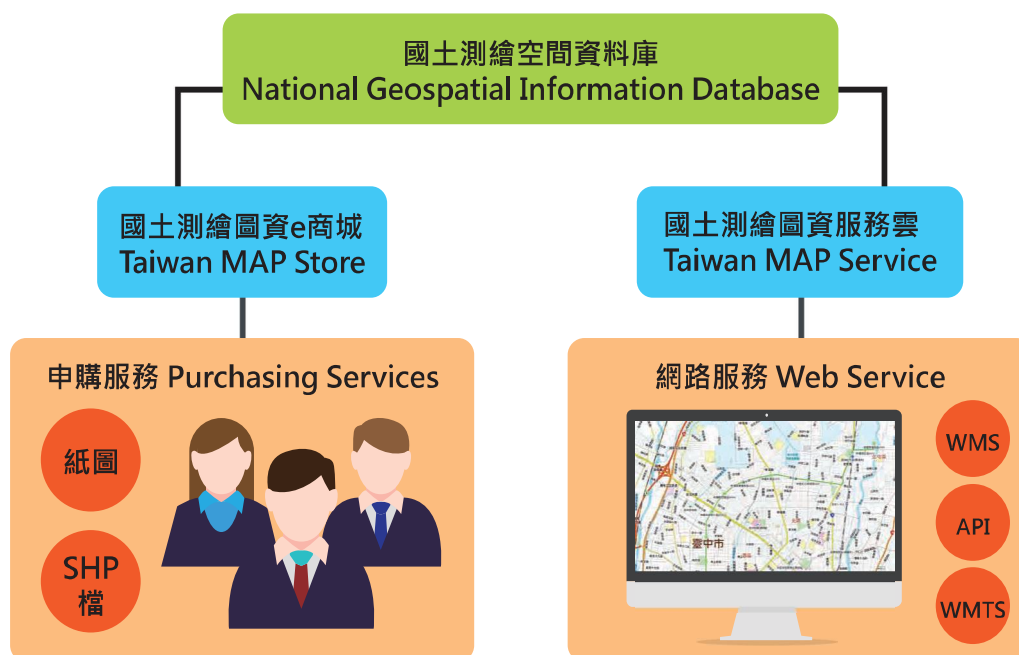 國土測繪空間資料庫
National Geospatial Information Database
國土測繪圖資e商城
Taiwan MAP Store
國土測繪圖資服務雲
Taiwan MAP Service
申購服務 Purchasing Services
紙圖
SHP
檔
網路服務 Web Service
臺中市
WMS
API
WMTS